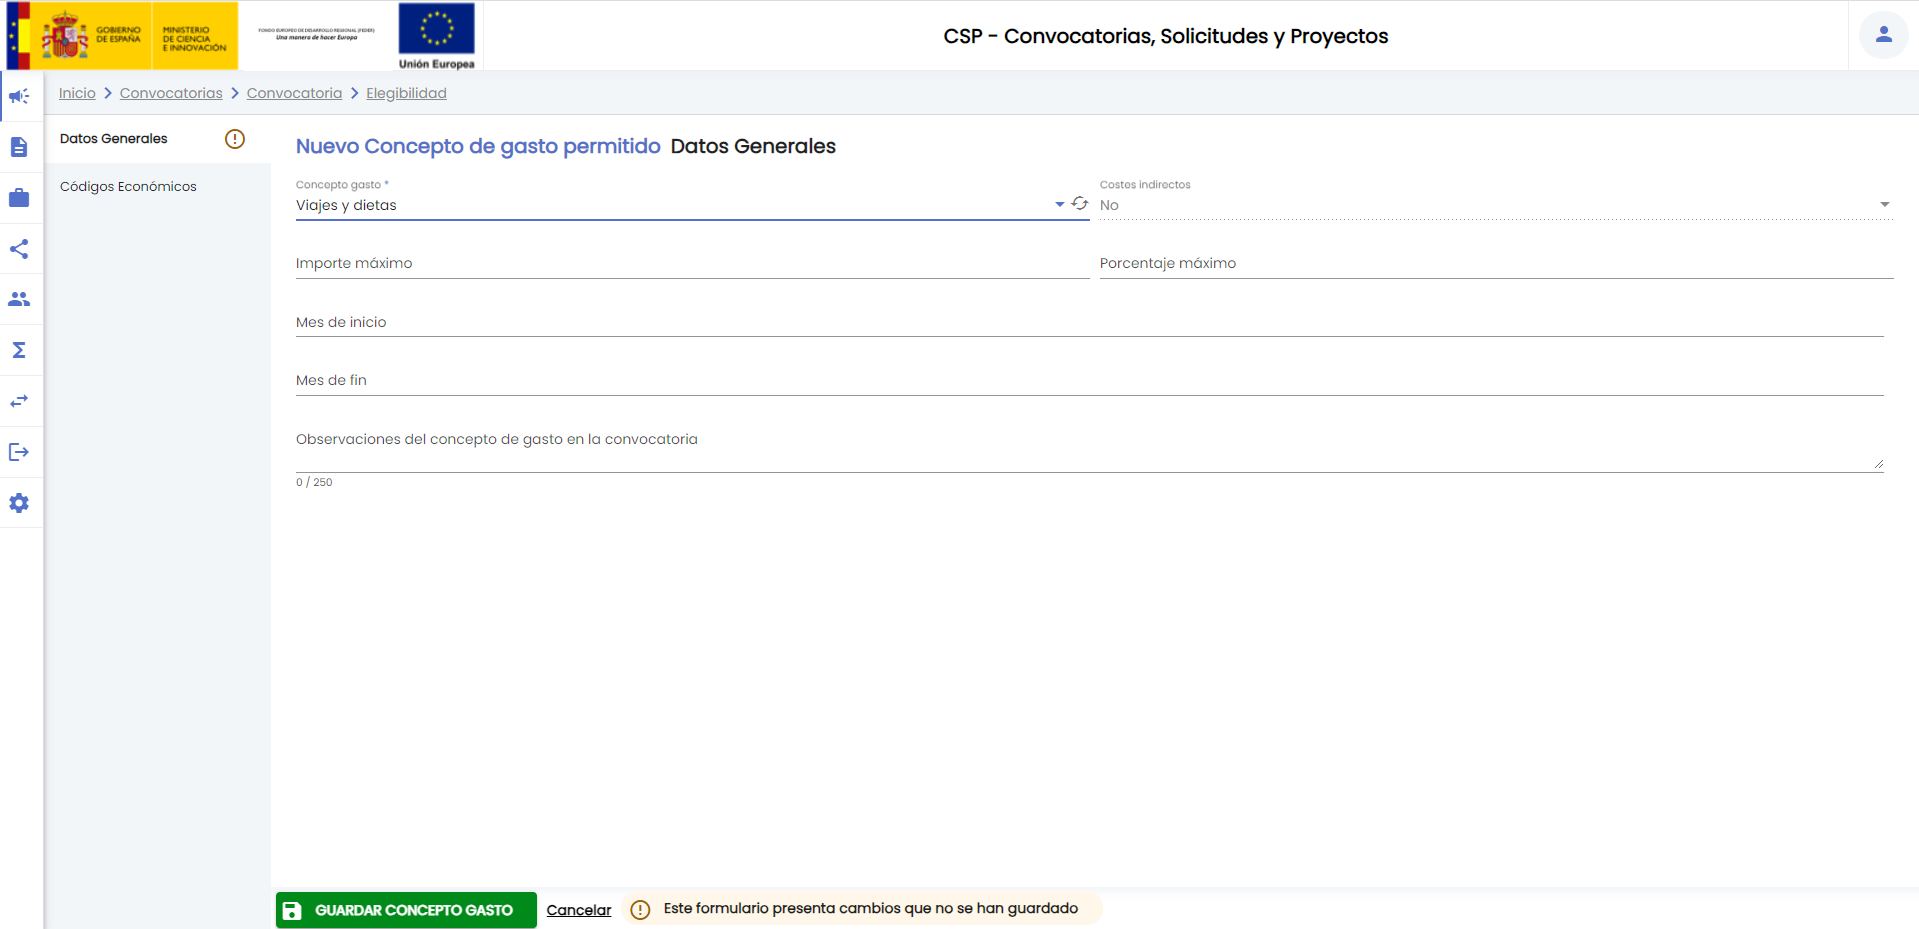 GOBIERNO
DE ESPAÑA
MINISTERIO
DE CIENCIA
E INNOVACIÓN
FONDO EUROPEO DE DESARROLLO REGIONAL (FEDER)
Una manera de hacer Europa
Unión Europea
CSP - Convocatorias, Solicitudes y Proyectos
Inicio > Convocatorias > Convocatoria > Elegibilidad
Datos Generales
Códigos Económicos
Nuevo Concepto de gasto permitido Datos Generales
Concepto gasto *
Viajes y dietas
Costes indirectos
No
Importe máximo
Porcentaje máximo
Mes de inicio
Mes de fin
Observaciones del concepto de gasto en la convocatoria
0 / 250
GUARDAR CONCEPTO GASTO
Cancelar
Este formulario presenta cambios que no se han guardado